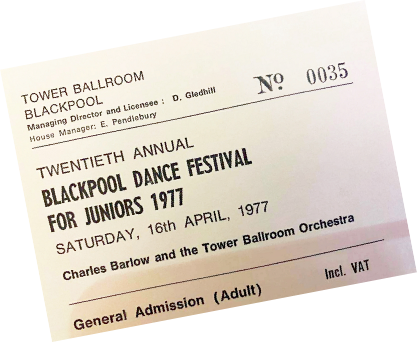 TOWER BALLROOM
BLACKPOOL
Managing Director and Licensee : D. Gledhill
House Manager: E. Pendlebury
Nº 0035
TWENTIETH ANNUAL
BLACKPOOL DANCE FESTIVAL
FOR JUNIORS 1977
SATURDAY, 16th APRIL, 1977
Charles Barlow and the Tower Ballroom Orchestra
General Admission (Adult)
Incl. VAT